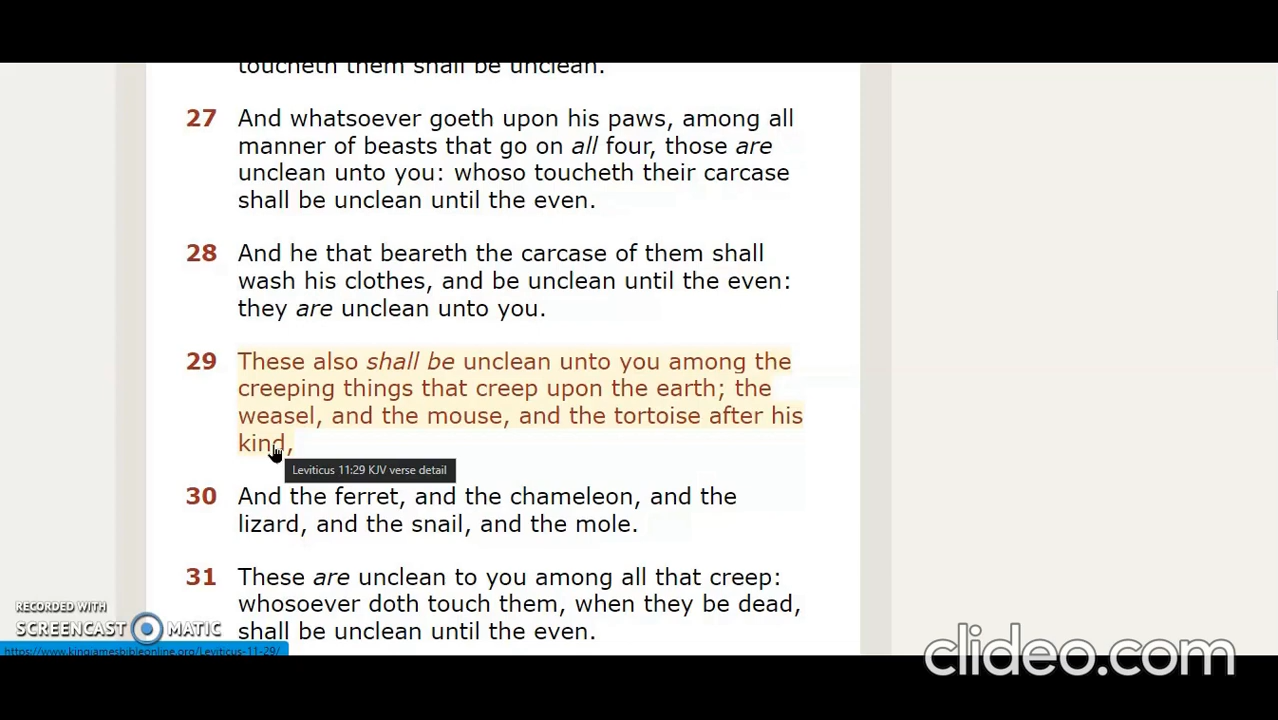 toucheth them shall be unclean.
27 And whatsoever goeth upon his paws, among all
manner of beasts that go on all four, those are
unclean unto you: whoso toucheth their carcase
shall be unclean until the even.
28 And he that beareth the carcase of them shall
wash his clothes, and be unclean until the even:
they are unclean unto you.
29 These also shall be unclean unto you among the
creeping things that creep upon the earth; the
weasel, and the mouse, and the tortoise after his
kind,
Leviticus 11:29 KJV verse detail
30 And the ferret, and the chameleon, and the
lizard, and the snail, and the mole.
31 These are unclean to you among all that creep:
whosoever doth touch them, when they be dead,
shall be unclean until the even.
RECORDED WITH
SCREENCAST MATIC
https://www.kingjamesbibleonline.org/Leviticus-11-29/
clideo.com